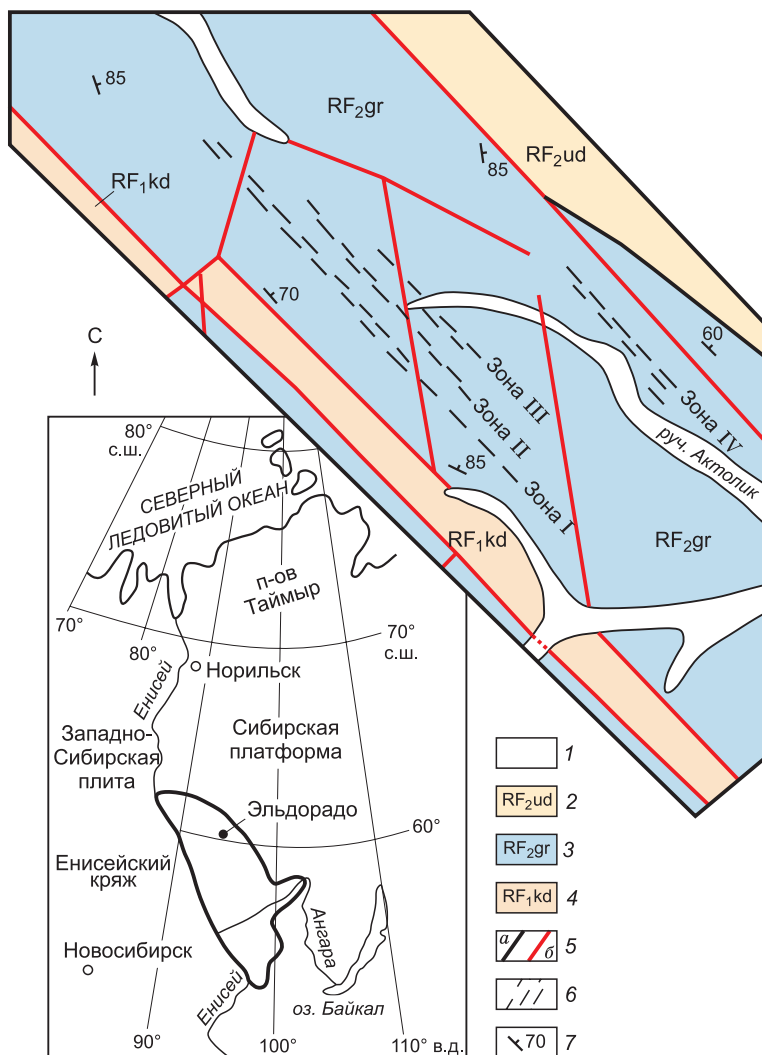 85
RF₂gr
RF₂ud
85
RF₁kd
70
60
С
Зона III
Зона II
Зона I
Зона IV
руч. Актолик
85
RF₁kd
RF₂gr
80°
с.ш.
СЕВЕРНЫЙ
ЛЕДОВИТЫЙ ОКЕАН
п-ов
Таймыр
70°
80°
70°
с.ш.
Норильск
Енисей
Западно-
Сибирская
плита
Сибирская
платформа
Эльдорадо
60°
Енисейский
кряж
Ангара
Новосибирск
Енисей
оз. Байкал
90°
100°
110° в.д.
1
RF₂ud 2
RF₂gr 3
RF₁kd 4
а б 5
6
70 7